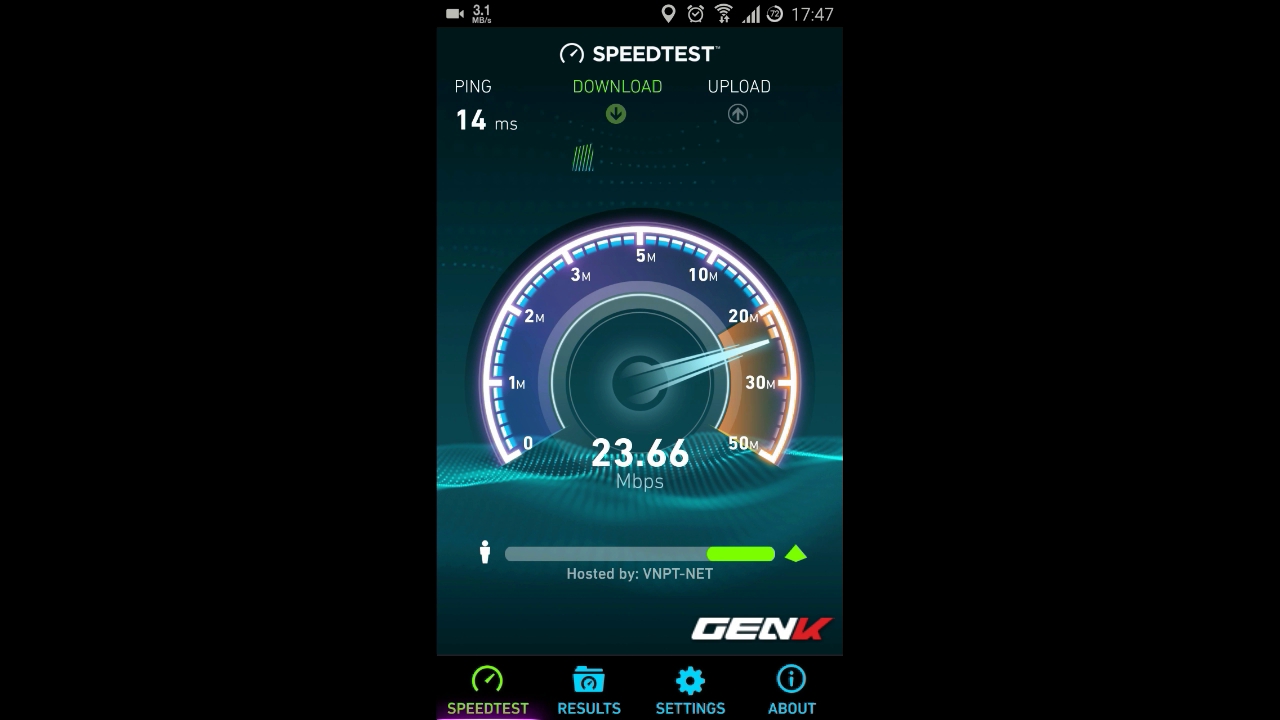 3.1 MB/s 72 17:47
SPEEDTEST™
PING DOWNLOAD UPLOAD
14 ms
5M
3M 10M
2M 20M
1M 30M
0 50M
23.66
Mbps
Hosted by: VNPT-NET
GENK
SPEEDTEST RESULTS SETTINGS ABOUT